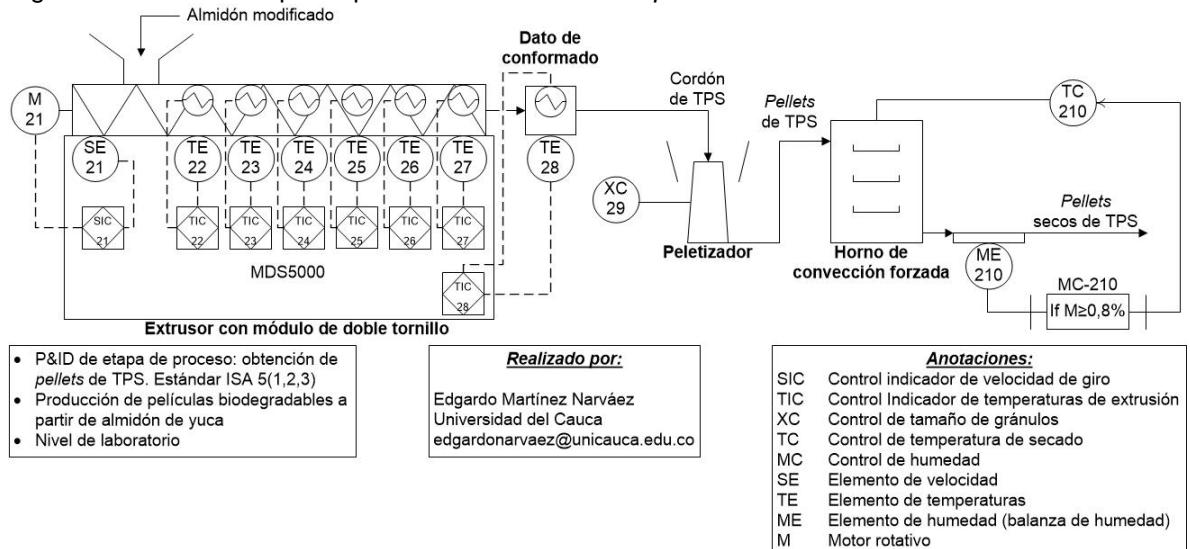 Almidón modificado
Dato de
conformado
M
21
SE
21
TE
22
TE
23
TE
24
TE
25
TE
26
TE
27
TE
28
SIC
21
TIC
22
TIC
23
TIC
24
TIC
25
TIC
26
TIC
27
TIC
28
MDS5000
Extrusor con módulo de doble tornillo
Cordón
de TPS
XC
29
Peletizador
Pellets
de TPS
Horno de
convección forzada
TC
210
Pellets
secos de TPS
ME
210
MC-210
If M≥0,8%
• P&ID de etapa de proceso: obtención de
pellets de TPS. Estándar ISA 5(1,2,3)
• Producción de películas biodegradables a
partir de almidón de yuca
• Nivel de laboratorio
Realizado por:
Edgardo Martínez Narváez
Universidad del Cauca
edgardonarvaez@unicauca.edu.co
Anotaciones:
SIC Control indicador de velocidad de giro
TIC Control Indicador de temperaturas de extrusión
XC Control de tamaño de gránulos
TC Control de temperatura de secado
MC Control de humedad
SE Elemento de velocidad
TE Elemento de temperaturas
ME Elemento de humedad (balanza de humedad)
M Motor rotativo